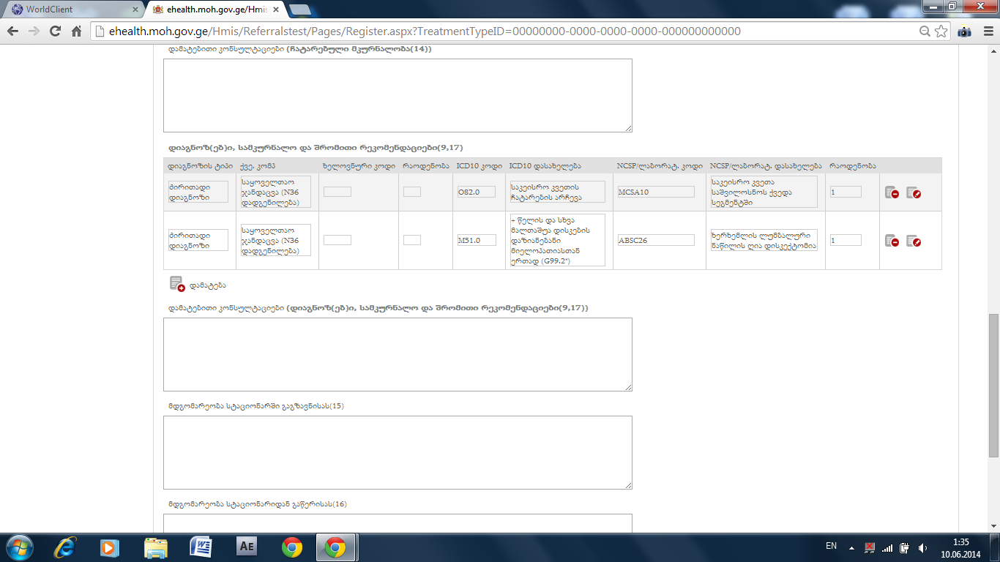 WorldClient
ehealth.moh.gov.ge/Hmis
ehealth.moh.gov.ge/Hmis/Referralstest/Pages/Register.aspx?TreatmentTypeID=00000000-0000-0000-0000-000000000000
დამატებითი კონსულტაციები (ჩატარებული მკურნალობა(14))
დიაგნოზ(ებ)ი, სამკურნალო და შრომითი რეკომენდაციები(9,17)
დიაგნოზის ტიპი ქვე. კომპ ხელოვნური კოდი რაოდენობა ICD10 კოდი ICD10 დასახელება NCSP/ლაბორატ. კოდი NCSP/ლაბორატ. დასახელება რაოდენობა
ძირითადი
დიაგნოზი
საყოველთაო
ჯანდაცვა (N36
დადგენილება)
O82.0
საკეისრო კვეთის
ჩატარების არჩევა
MCSA10
საკეისრო კვეთა
საშვილოსნოს ქვედა
სეგმენტში
1
ძირითადი
დიაგნოზი
საყოველთაო
ჯანდაცვა (N36
დადგენილება)
M51.0
+ წელის და სხვა
მალთაშუა დისკების
დაზიანებანი
მიელოპათიასთან
ერთად (G99.2*)
ABSC26
ხერხემლის ლუმბალური
ნაწილის ღია დისკექტომია
1
დამატება
დამატებითი კონსულტაციები (დიაგნოზ(ებ)ი, სამკურნალო და შრომითი რეკომენდაციები(9,17))
მდგომარეობა სტაციონარში გაგზავნისას(15)
მდგომარეობა სტაციონარიდან გაწერისას(16)
AE
EN
1:35
10.06.2014